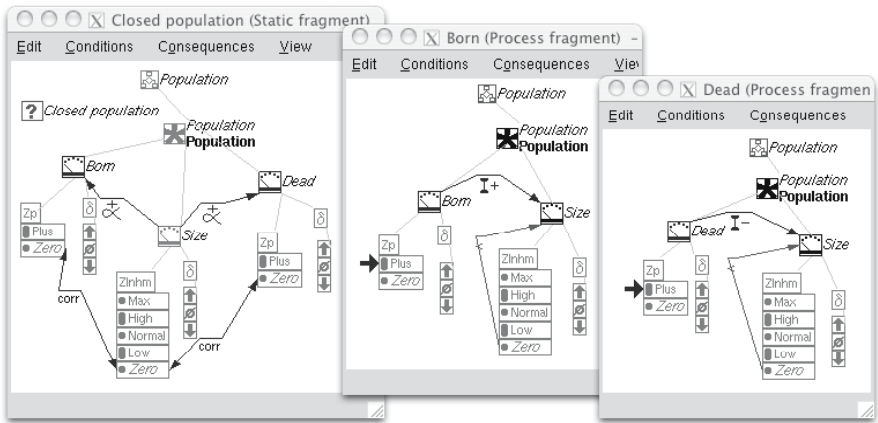 Closed population (Static fragment)
Edit Conditions Consequences View
Population
Closed population
Population
Population
Born
Dead
Size
Zp
Plus
Zero
δ
Zp
Plus
Zero
δ
Zlnhm
Max
High
Normal
Low
Zero
δ
corr
corr
Born (Process fragment) –
Edit Conditions Consequences View
Population
Population
Population
I+
Born
Size
Zp
Plus
Zero
δ
Zlnhm
Max
High
Normal
Low
Zero
δ
<
Dead (Process fragmen
Edit Conditions Consequences
Population
Population
Population
I–
Dead
Size
Zp
Plus
Zero
δ
Zlnhm
Max
High
Normal
Low
Zero
δ
<